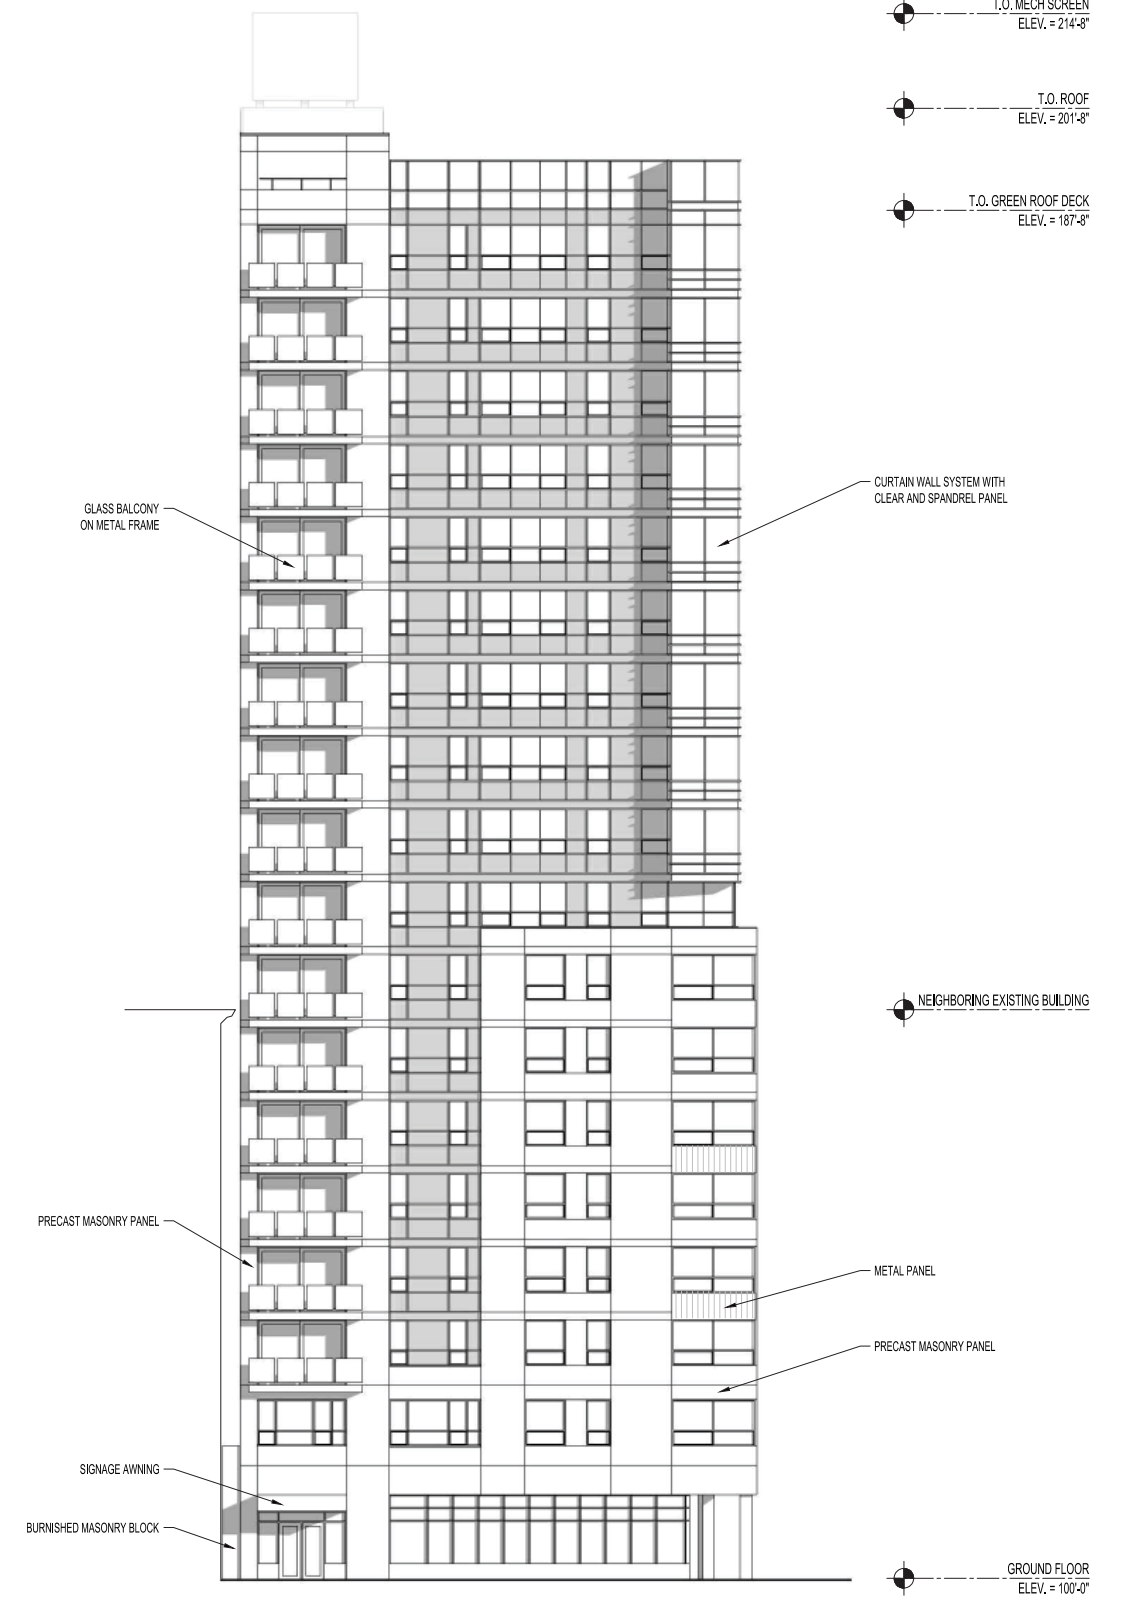 T.O. MECH SCREEN
ELEV. = 214'-8"
T.O. ROOF
ELEV. = 201'-8"
T.O. GREEN ROOF DECK
ELEV. = 187'-8"
CURTAIN WALL SYSTEM WITH
CLEAR AND SPANDREL PANEL
GLASS BALCONY
ON METAL FRAME
NEIGHBORING EXISTING BUILDING
PRECAST MASONRY PANEL
METAL PANEL
PRECAST MASONRY PANEL
SIGNAGE AWNING
BURNISHED MASONRY BLOCK
GROUND FLOOR
ELEV. = 100'-0"